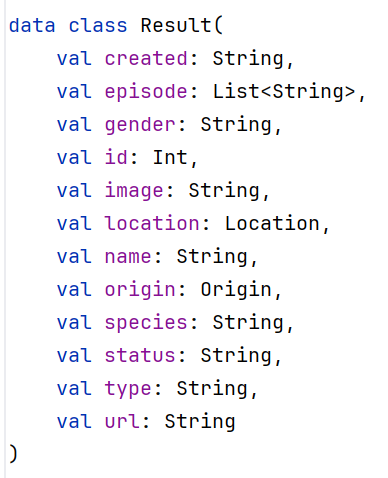 data class Result(
    val created: String,
    val episode: List<String>,
    val gender: String,
    val id: Int,
    val image: String,
    val location: Location,
    val name: String,
    val origin: Origin,
    val species: String,
    val status: String,
    val type: String,
    val url: String
)